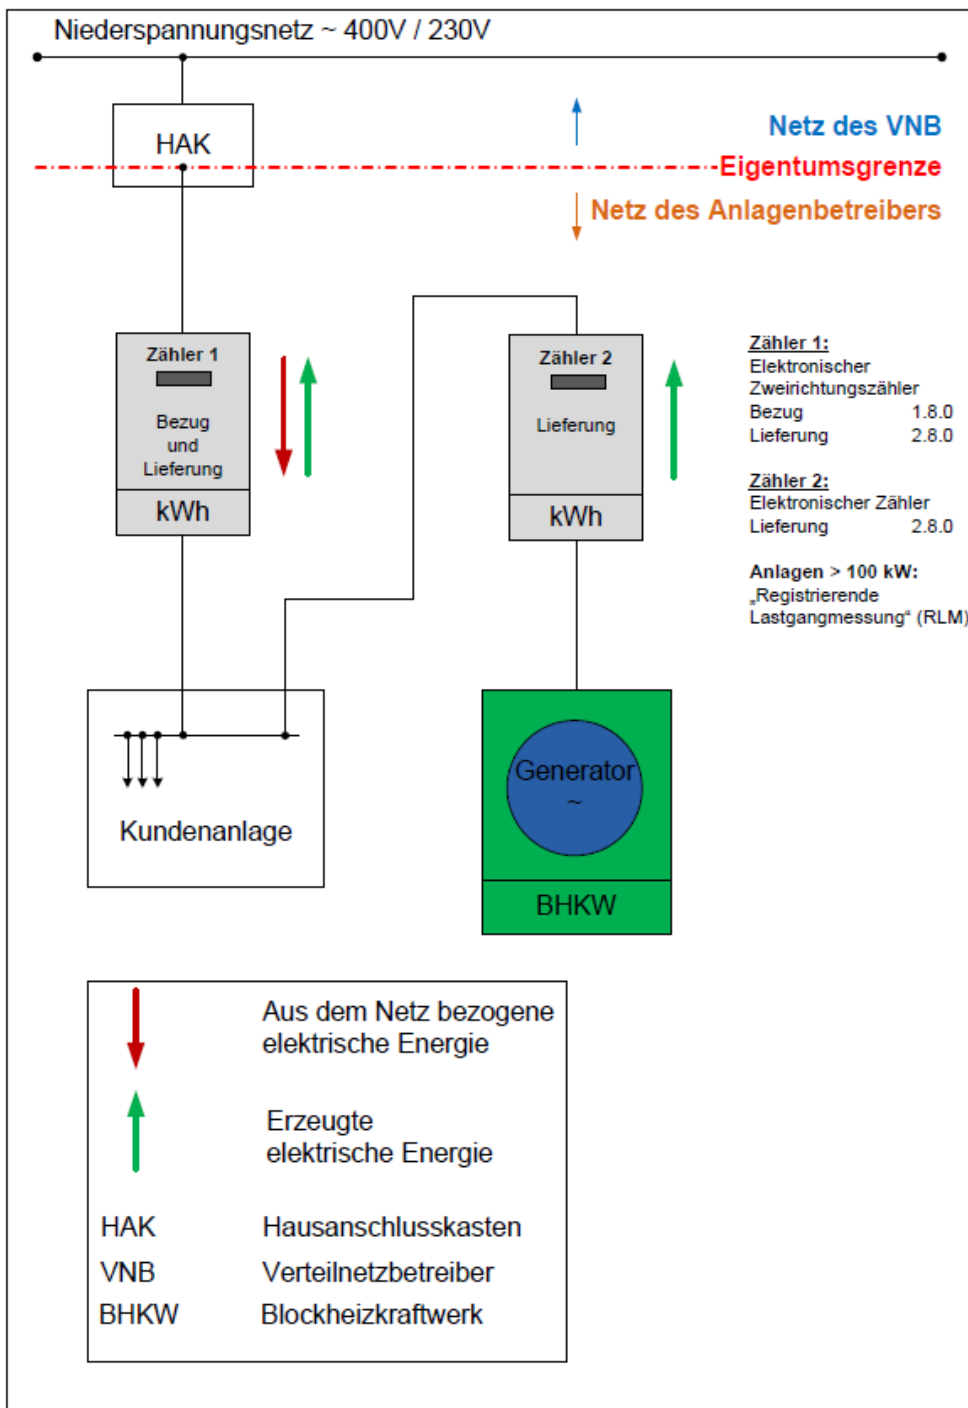 Niederspannungsnetz ~ 400V / 230V
HAK
Netz des VNB
Eigentumsgrenze
Netz des Anlagenbetreibers
Zähler 1
Bezug
und
Lieferung
kWh
Zähler 2
Lieferung
kWh
Zähler 1:
Elektronischer
Zweirichtungszähler
Bezug 1.8.0
Lieferung 2.8.0
Zähler 2:
Elektronischer Zähler
Lieferung 2.8.0
Anlagen > 100 kW:
„Registrierende
Lastgangmessung“ (RLM)
Kundenanlage
Generator
~
BHKW
Aus dem Netz bezogene
elektrische Energie
Erzeugte
elektrische Energie
HAK Hausanschlusskasten
VNB Verteilnetzbetreiber
BHKW Blockheizkraftwerk